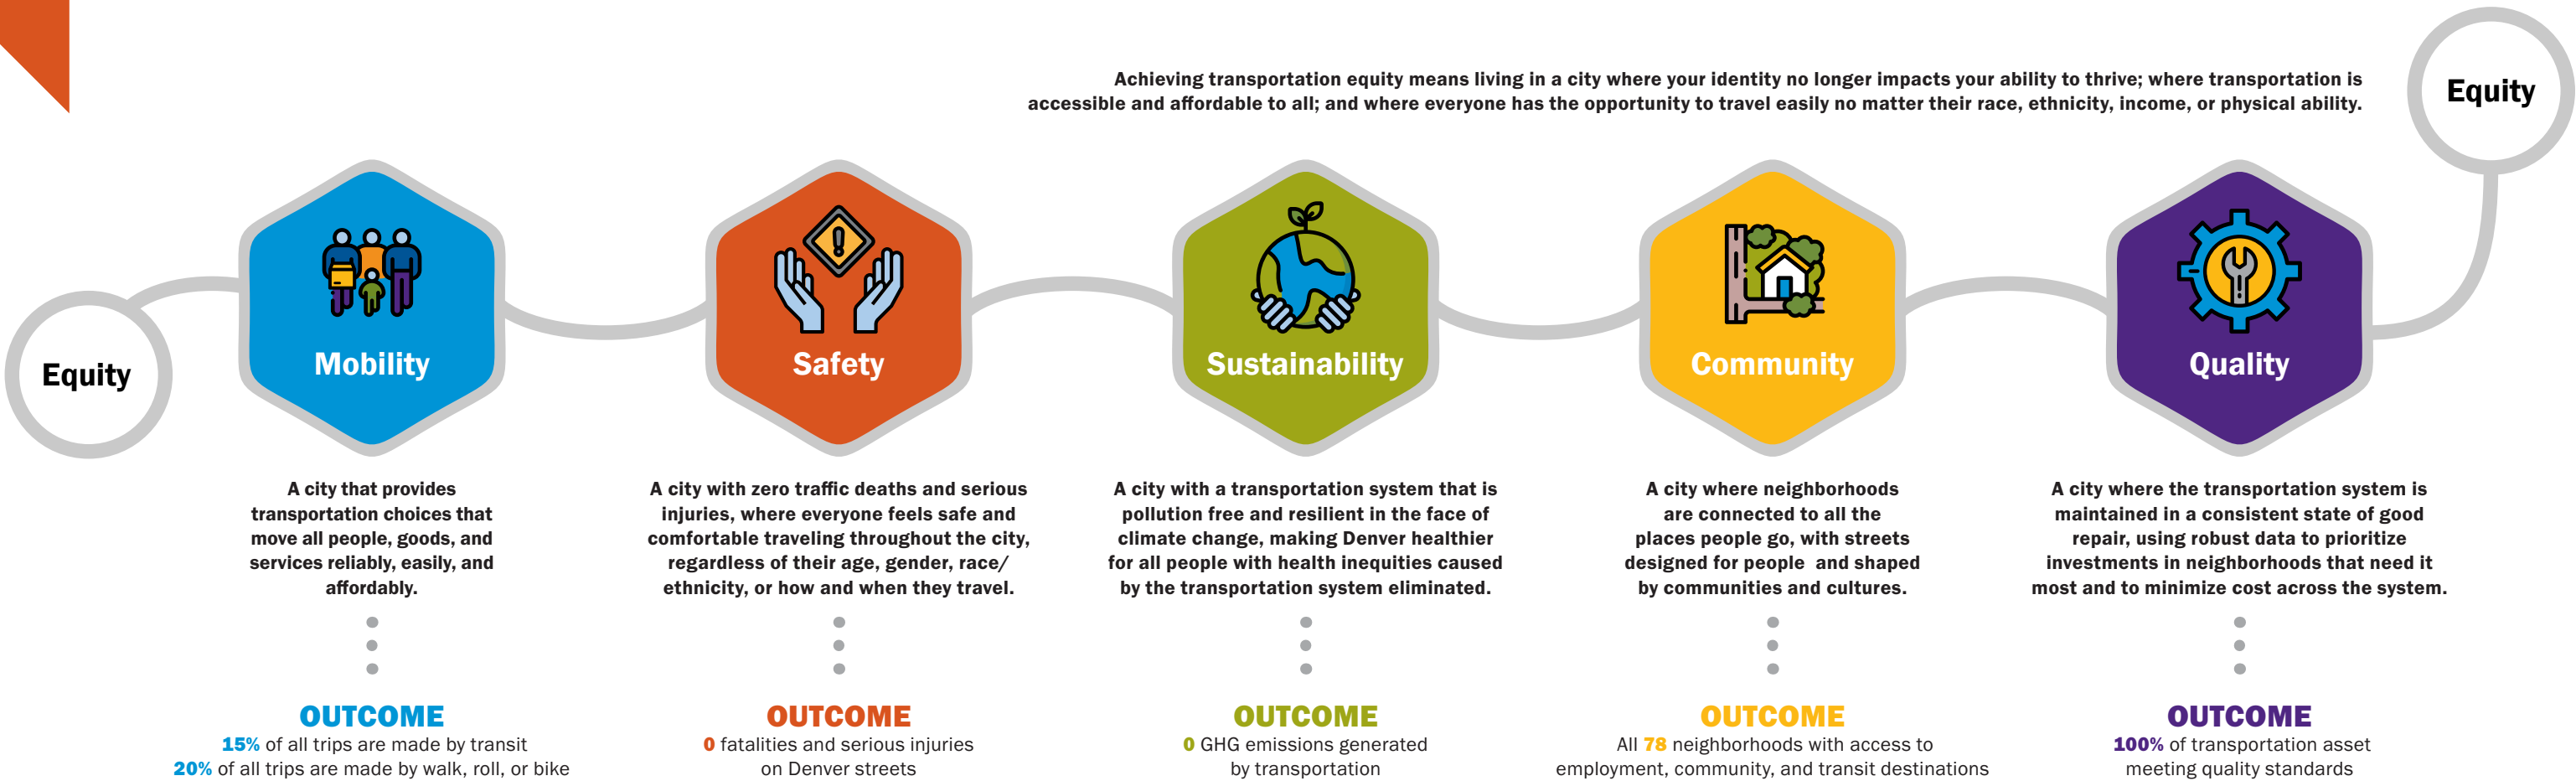 Achieving transportation equity means living in a city where your identity no longer impacts your ability to thrive; where transportation is
accessible and affordable to all; and where everyone has the opportunity to travel easily no matter their race, ethnicity, income, or physical ability.
Equity
Equity
Mobility
A city that provides
transportation choices that
move all people, goods, and
services reliably, easily, and
affordably.
OUTCOME
15% of all trips are made by transit
20% of all trips are made by walk, roll, or bike
Safety
A city with zero traffic deaths and serious
injuries, where everyone feels safe and
comfortable traveling throughout the city,
regardless of their age, gender, race/
ethnicity, or how and when they travel.
OUTCOME
0 fatalities and serious injuries
on Denver streets
Sustainability
A city with a transportation system that is
pollution free and resilient in the face of
climate change, making Denver healthier
for all people with health inequities caused
by the transportation system eliminated.
OUTCOME
0 GHG emissions generated
by transportation
Community
A city where neighborhoods
are connected to all the
places people go, with streets
designed for people and shaped
by communities and cultures.
OUTCOME
All 78 neighborhoods with access to
employment, community, and transit destinations
Quality
A city where the transportation system is
maintained in a consistent state of good
repair, using robust data to prioritize
investments in neighborhoods that need it
most and to minimize cost across the system.
OUTCOME
100% of transportation asset
meeting quality standards